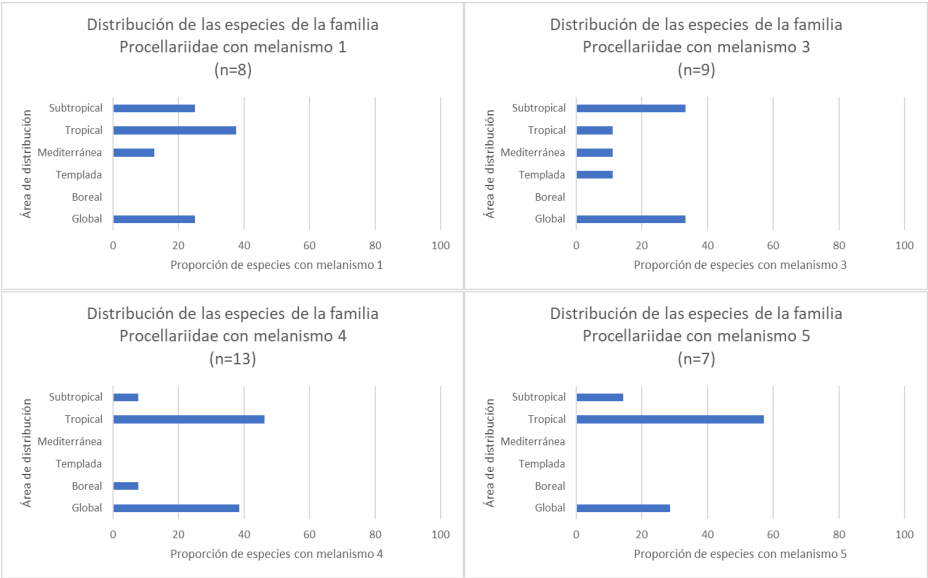 Distribución de las especies de la familia
Procellariidae con melanismo 1
(n=8)
Área de distribución
Subtropical
Tropical
Mediterránea
Templada
Boreal
Global
0 20 40 60 80 100
Proporción de especies con melanismo 1
Distribución de las especies de la familia
Procellariidae con melanismo 3
(n=9)
Área de distribución
Subtropical
Tropical
Mediterránea
Templada
Boreal
Global
0 20 40 60 80 100
Proporción de especies con melanismo 3
Distribución de las especies de la familia
Procellariidae con melanismo 4
(n=13)
Área de distribución
Subtropical
Tropical
Mediterránea
Templada
Boreal
Global
0 20 40 60 80 100
Proporción de especies con melanismo 4
Distribución de las especies de la familia
Procellariidae con melanismo 5
(n=7)
Área de distribución
Subtropical
Tropical
Mediterránea
Templada
Boreal
Global
0 20 40 60 80 100
Proporción de especies con melanismo 5